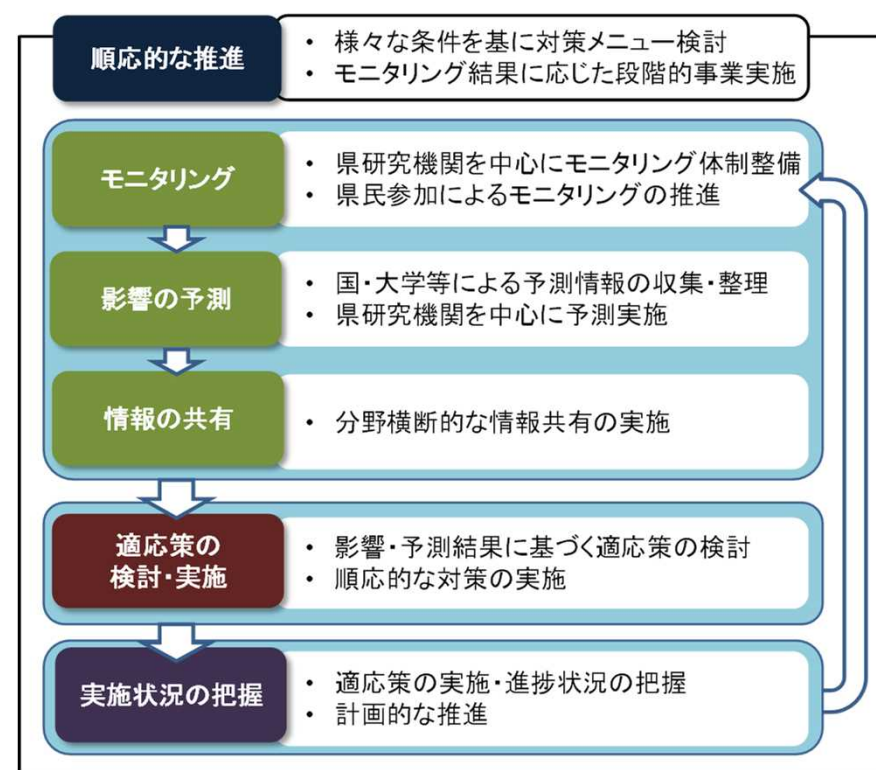 順応的な推進
・ 様々な条件を基に対策メニュー検討
・ モニタリング結果に応じた段階的事業実施
モニタリング
・ 県研究機関を中心にモニタリング体制整備
・ 県民参加によるモニタリングの推進
影響の予測
・ 国・大学等による予測情報の収集・整理
・ 県研究機関を中心に予測実施
情報の共有
・ 分野横断的な情報共有の実施
適応策の
検討・実施
・ 影響・予測結果に基づく適応策の検討
・ 順応的な対策の実施
実施状況の把握
・ 適応策の実施・進捗状況の把握
・ 計画的な推進